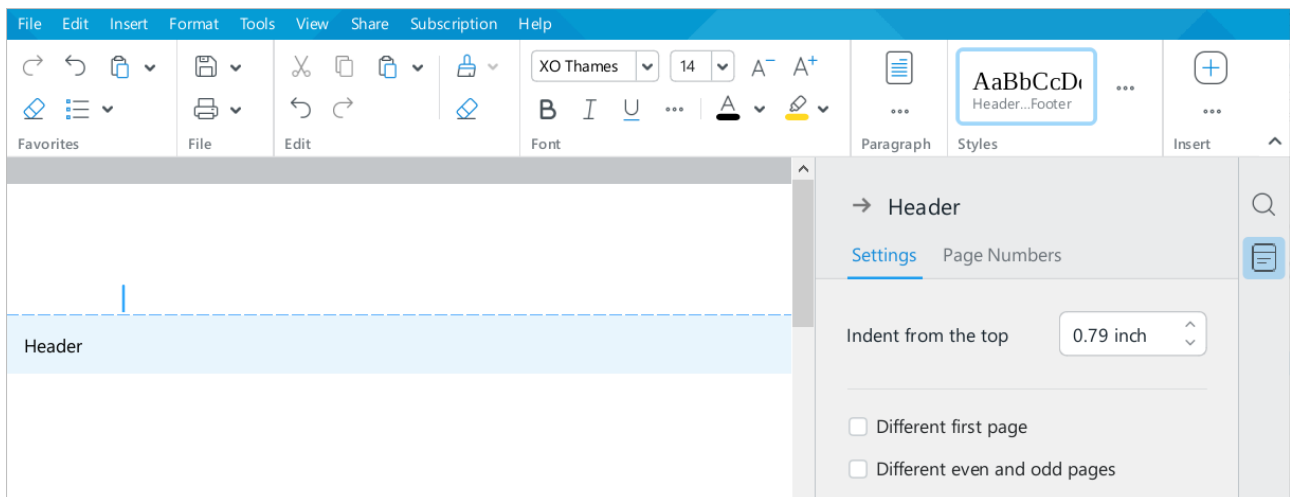 File Edit Insert Format Tools View Share Subscription Help
XO Thames 14 A⁻ A⁺
B I U A
AaBbCcD
Header...Footer
Favorites File Edit Font Paragraph Styles Insert
Header
Settings Page Numbers
Indent from the top 0.79 inch
Header
Different first page
Different even and odd pages